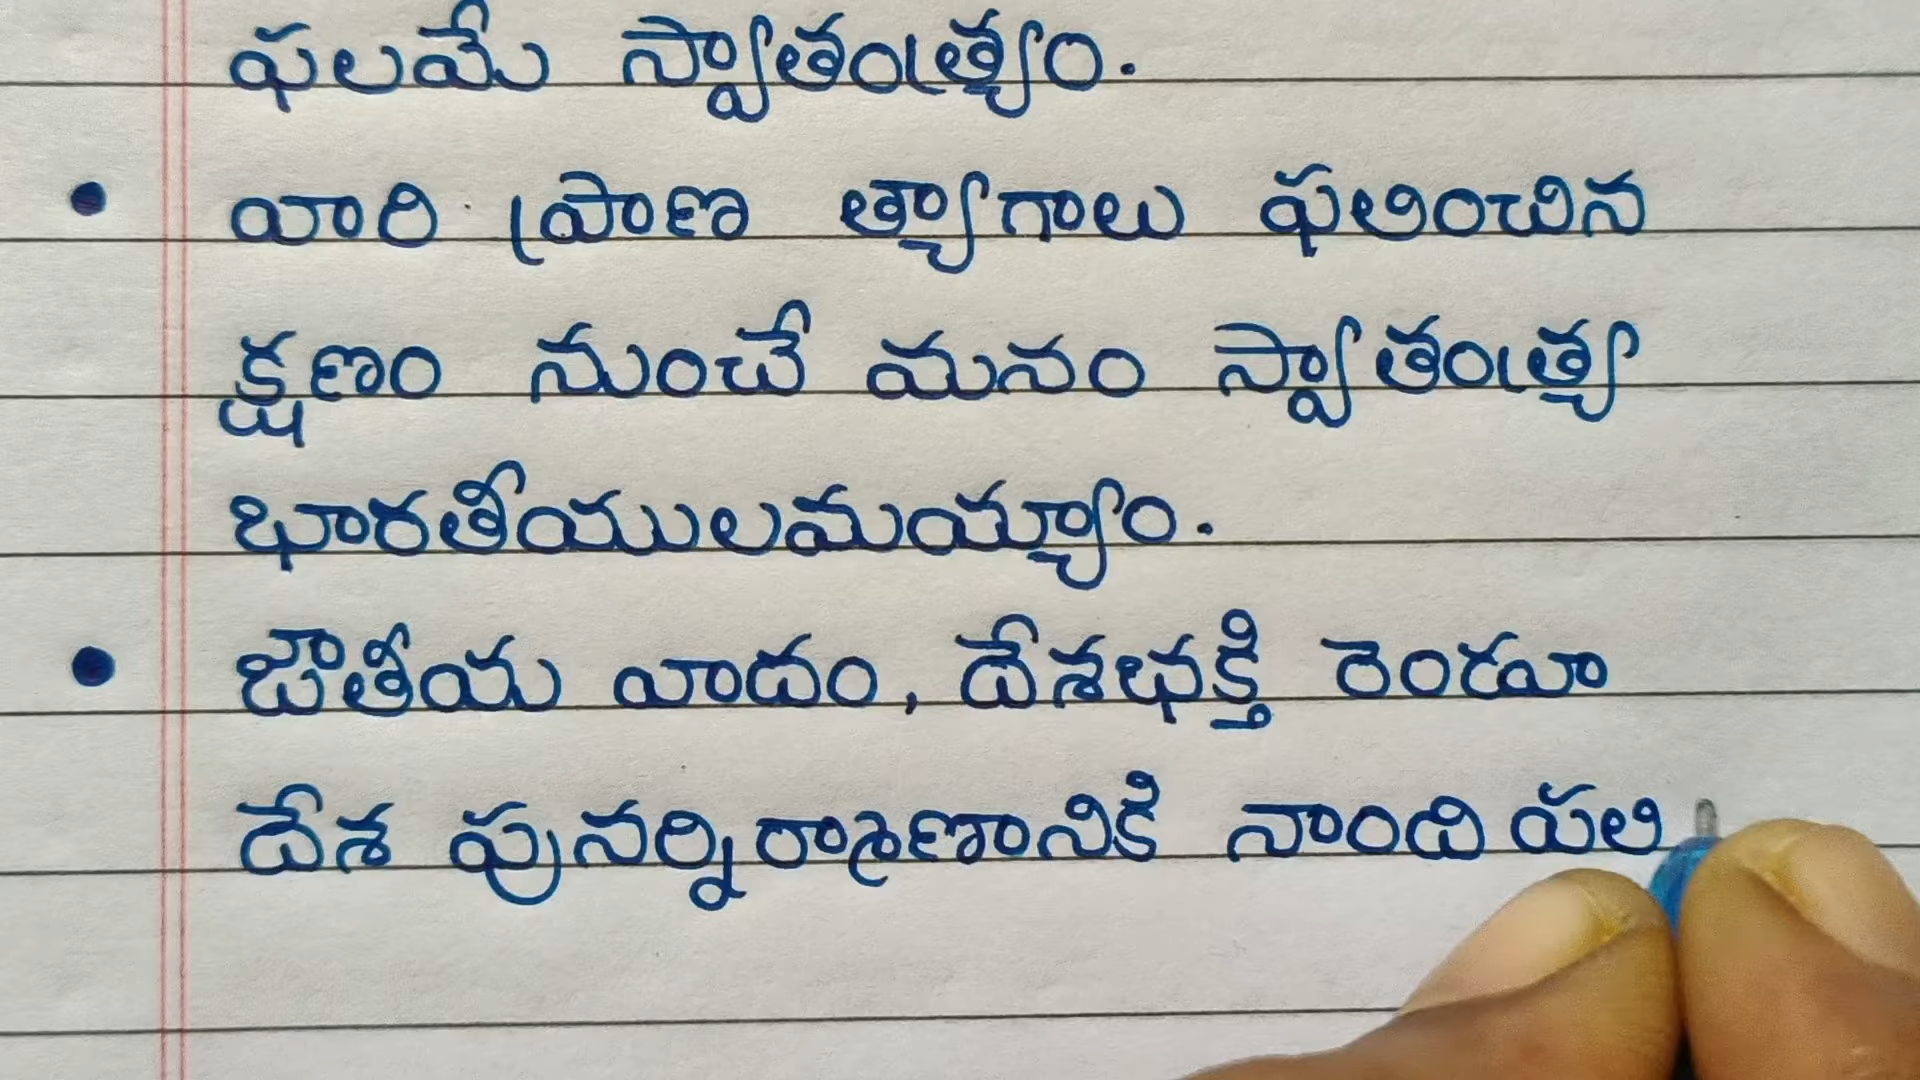 ఫలమే స్వాతంత్ర్యం.
• వారి ప్రాణ త్యాగాలు ఫలించిన
క్షణం నుంచే మనం స్వాతంత్ర్య
భారతీయులమయ్యాం.
• జాతీయ వాదం, దేశభక్తి రెండూ
దేశ పునర్నిర్మాణానికి నాంది పలి